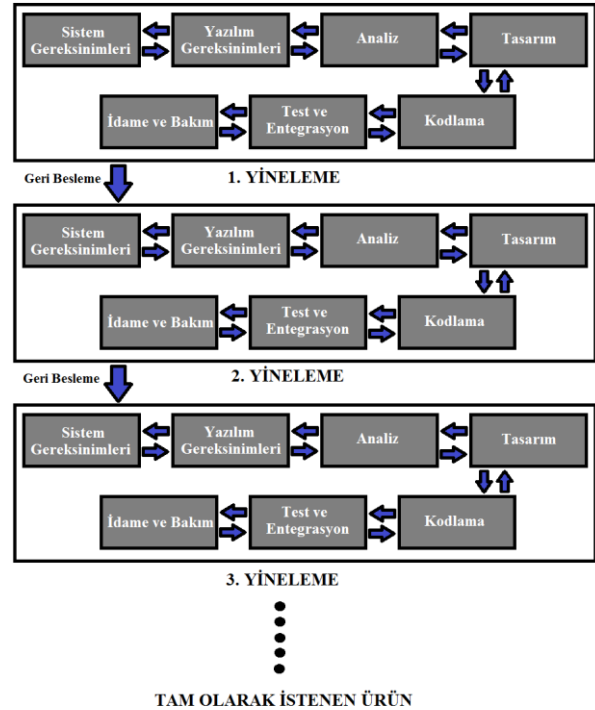 Sistem
Gereksinimleri
Yazılım
Gereksinimleri
Analiz
Tasarım
İdame ve Bakım
Test ve
Entegrasyon
Kodlama
Geri Besleme
1. YİNELEME
Sistem
Gereksinimleri
Yazılım
Gereksinimleri
Analiz
Tasarım
İdame ve Bakım
Test ve
Entegrasyon
Kodlama
Geri Besleme
2. YİNELEME
Sistem
Gereksinimleri
Yazılım
Gereksinimleri
Analiz
Tasarım
İdame ve Bakım
Test ve
Entegrasyon
Kodlama
3. YİNELEME
TAM OLARAK İSTENEN ÜRÜN